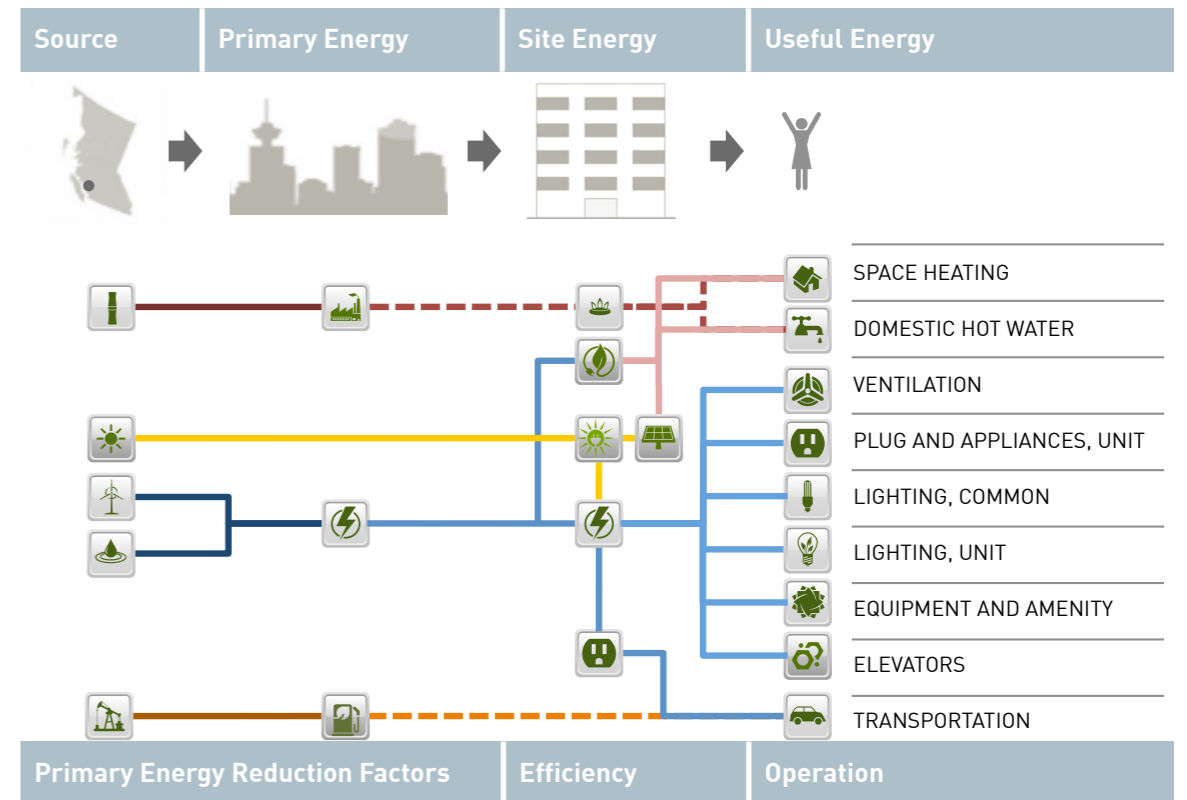 Source
Primary Energy
Site Energy
Useful Energy
SPACE HEATING
DOMESTIC HOT WATER
VENTILATION
PLUG AND APPLIANCES, UNIT
LIGHTING, COMMON
LIGHTING, UNIT
EQUIPMENT AND AMENITY
ELEVATORS
TRANSPORTATION
Primary Energy Reduction Factors
Efficiency
Operation